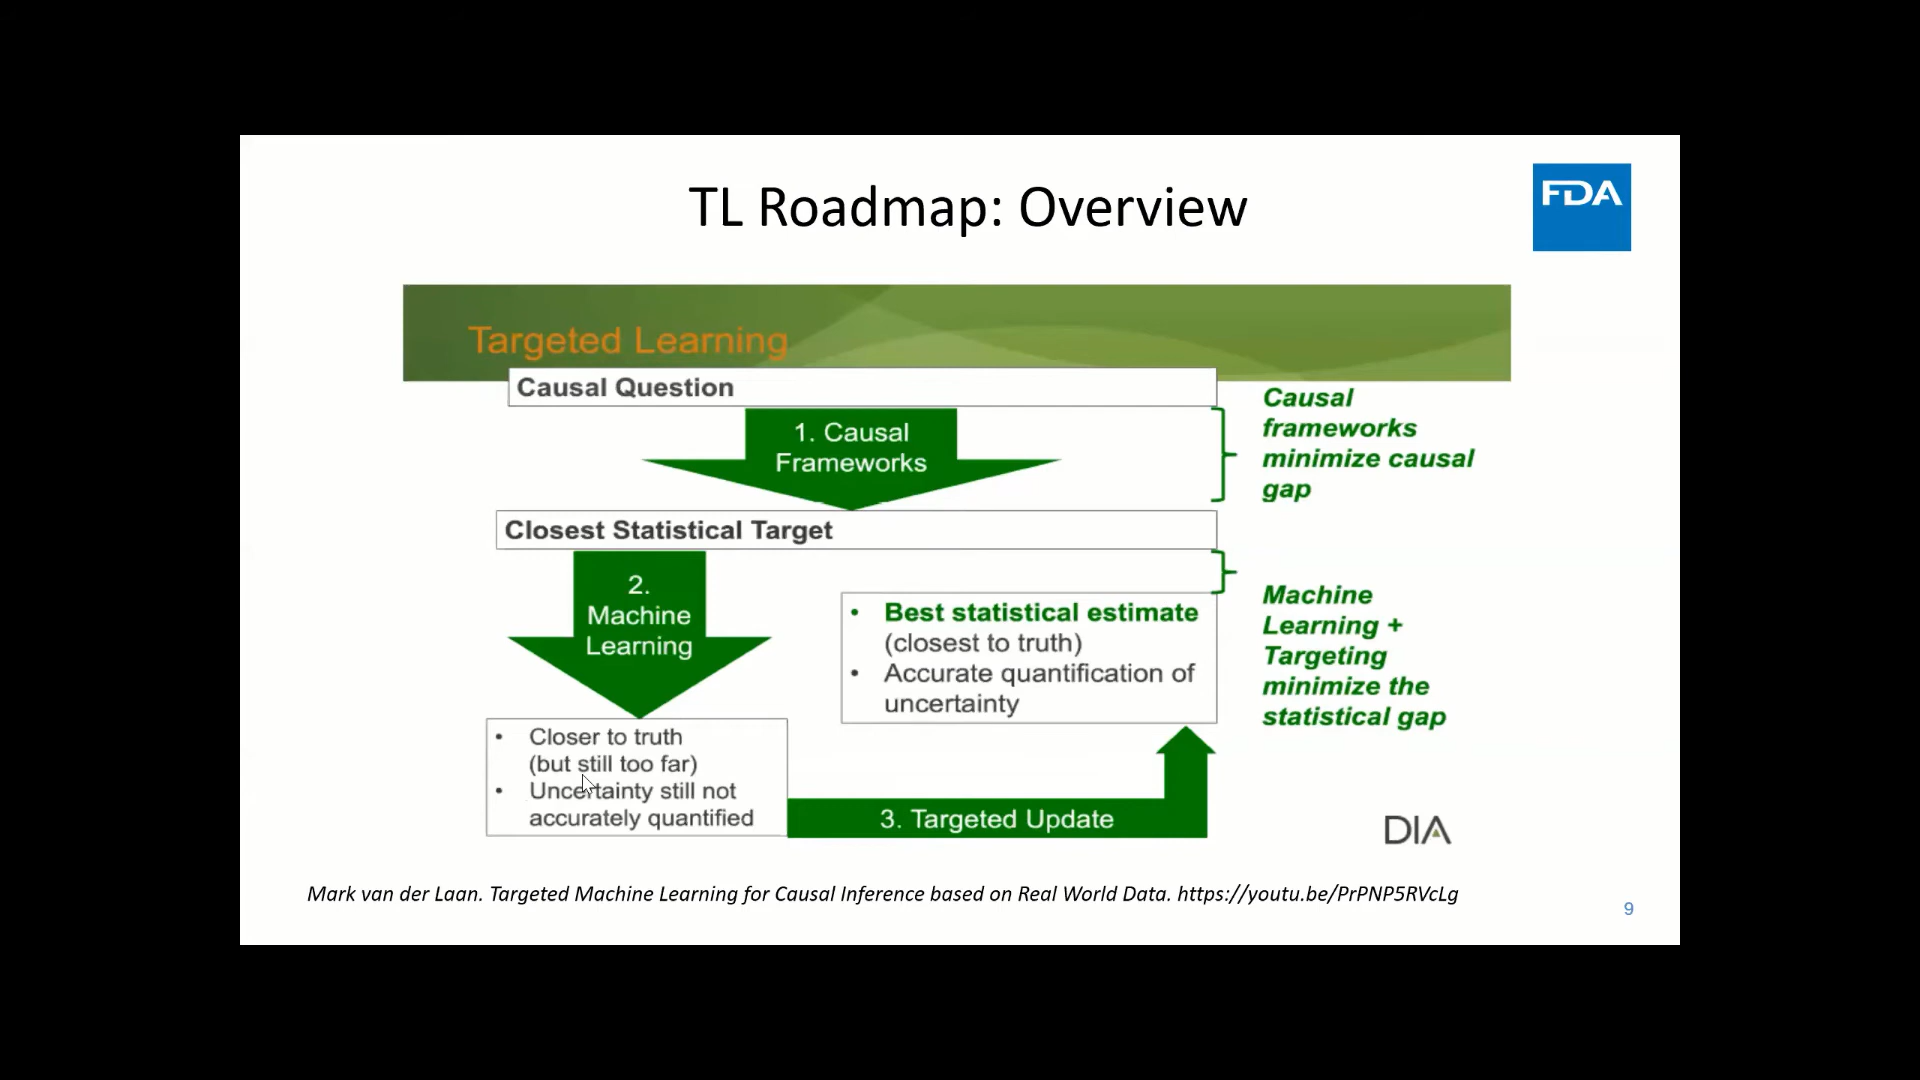 TL Roadmap: Overview
FDA
Targeted Learning
Causal Question
1. Causal
Frameworks
Causal
frameworks
minimize causal
gap
Closest Statistical Target
2.
Machine
Learning
• Best statistical estimate
(closest to truth)
• Accurate quantification of
uncertainty
Machine
Learning +
Targeting
minimize the
statistical gap
• Closer to truth
(but still too far)
• Uncertainty still not
accurately quantified
3. Targeted Update
DIA
Mark van der Laan. Targeted Machine Learning for Causal Inference based on Real World Data. https://youtu.be/PrPNP5RVcLg
9